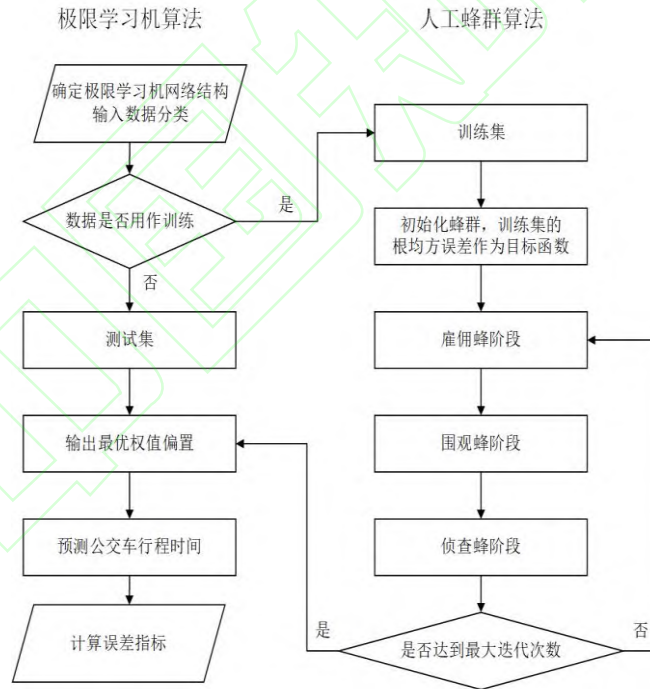 极限学习机算法
人工蜂群算法
确定极限学习机网络结构
输入数据分类
数据是否用作训练
是
否
测试集
输出最优权值偏置
预测公交车行程时间
计算误差指标
训练集
初始化蜂群，训练集的
根均方误差作为目标函数
雇佣蜂阶段
围观蜂阶段
侦查蜂阶段
是否达到最大迭代次数
是
否